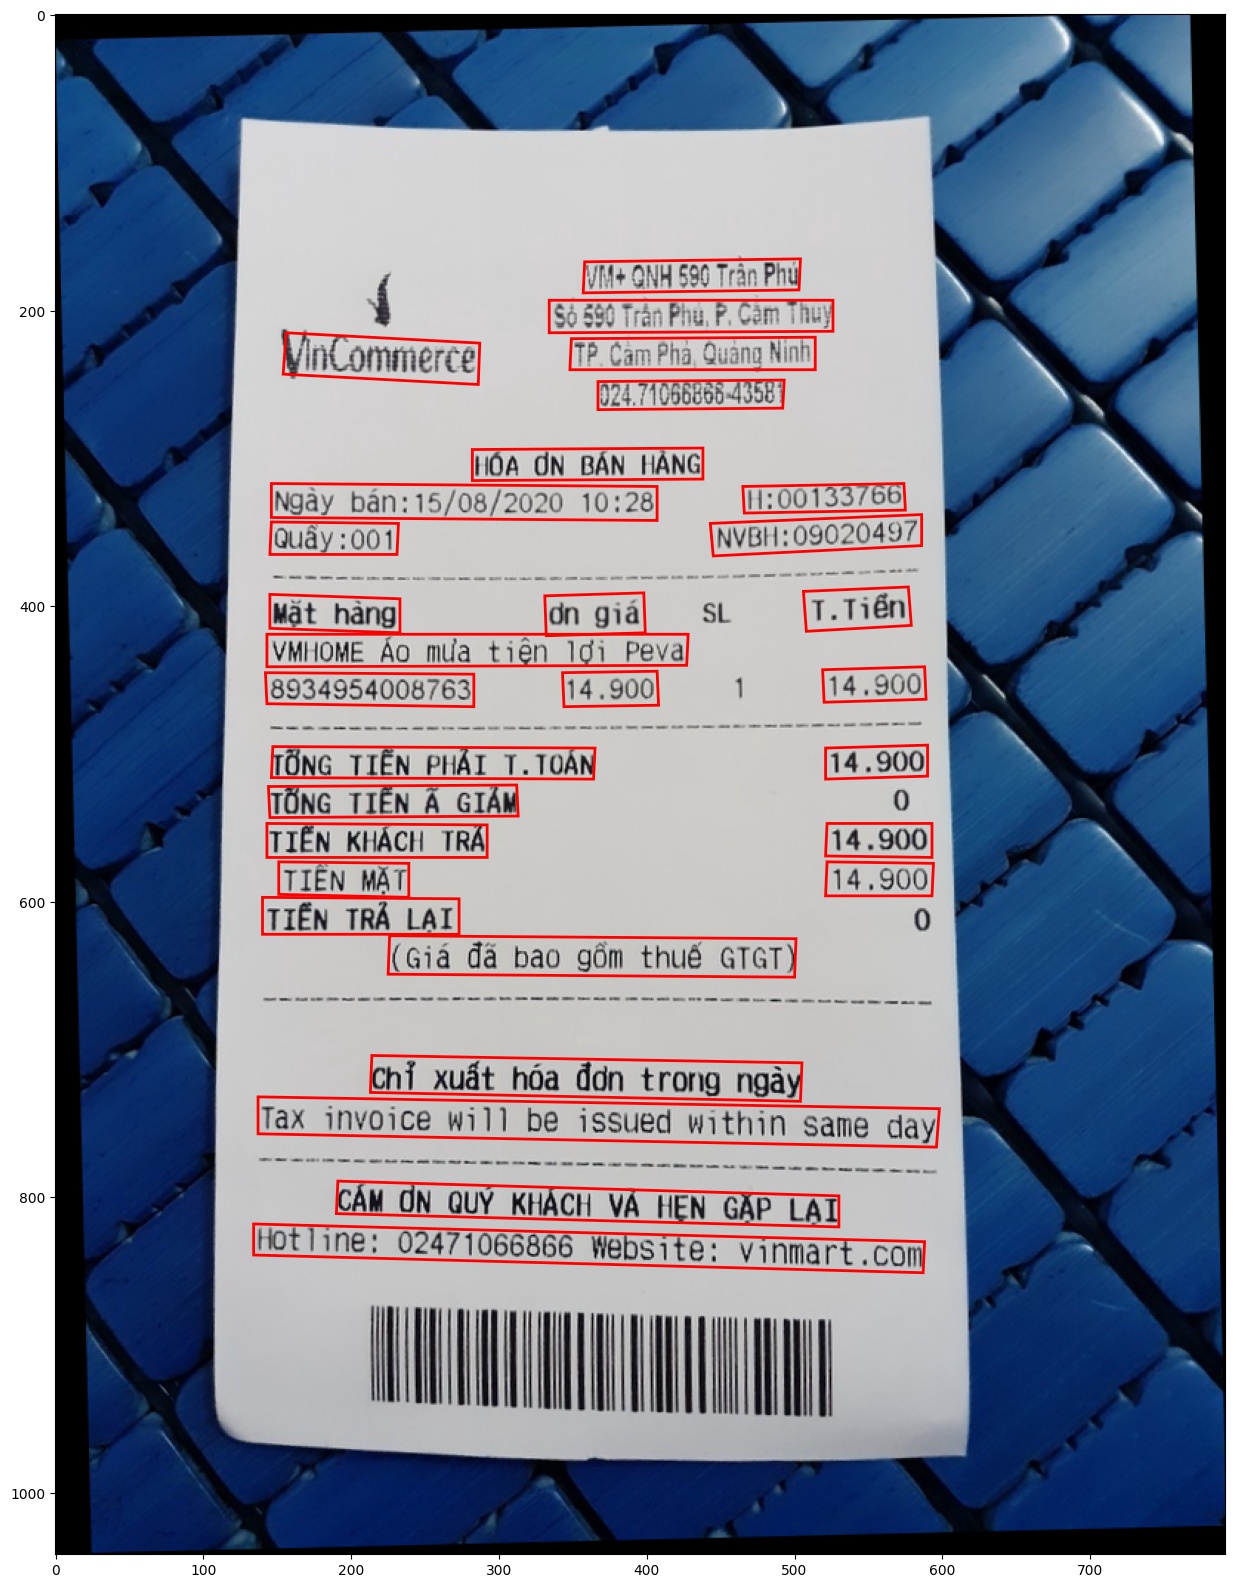 VM+ QNH 590 Trần Phú
Số 590 Trần Phú, P. Cẩm Thuỷ
VinCommerce
TP. Cẩm Phả, Quảng Ninh
024.71066866-43581
HÓA ƠN BÁN HÀNG
Ngày bán:15/08/2020 10:28 H:00133766
Quầy:001 NVBH:09020497
Mặt hàng ơn giá SL T.Tiền
VMHOME Áo mưa tiện lợi Peva
8934954008763 14.900 1 14.900
TỔNG TIỀN PHẢI T.TOÁN 14.900
TỔNG TIỀN Ã GIẢM 0
TIỀN KHÁCH TRẢ 14.900
TIỀN MẶT 14.900
TIỀN TRẢ LẠI 0
(Giá đã bao gồm thuế GTGT)
Chỉ xuất hóa đơn trong ngày
Tax invoice will be issued within same day
CẢM ƠN QUÝ KHÁCH VÀ HẸN GẶP LẠI
Hotline: 02471066866 Website: vinmart.com
0
200
400
600
800
1000
0 100 200 300 400 500 600 700